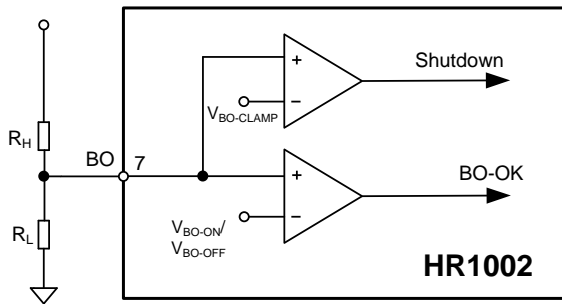 Shutdown
+
−
V_BO-CLAMP
R_H
BO 7
BO-OK
+
−
R_L
V_BO-ON/
V_BO-OFF
HR1002